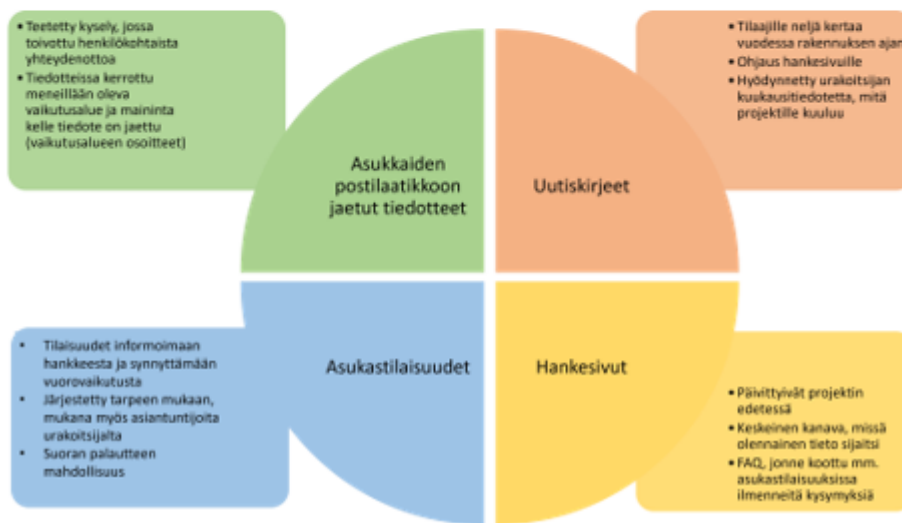 • Teetetty kysely, jossa
toivottu henkilökohtaista
yhteydenottoa
• Tiedotteissa kerrottu
meneillään oleva
vaikutusalue ja maininta
kelle tiedote on jaettu
(vaikutusalueen osoitteet)
• Tilaajille neljä kertaa
vuodessa rakennuksen ajan
• Ohjaus hankesivuille
• Hyödynnetty urakoitsijan
kuukausitiedotetta, mitä
projektille kuuluu
Asukkaiden
postilaatikkoon
jaetut tiedotteet
Uutiskirjeet
Asukastilaisuudet
Hankesivut
• Tilaisuudet informoimaan
hankkeesta ja synnyttämään
vuorovaikutusta
• Järjestetty tarpeen mukaan,
mukana myös asiantuntijoita
urakoitsijalta
• Suoran palautteen
mahdollisuus
• Päivittyivät projektin
edetessä
• Keskeinen kanava, missä
olennainen tieto sijaitsi
• FAQ, jonne koottu mm.
asukastilaisuuksissa
ilmenneitä kysymyksiä